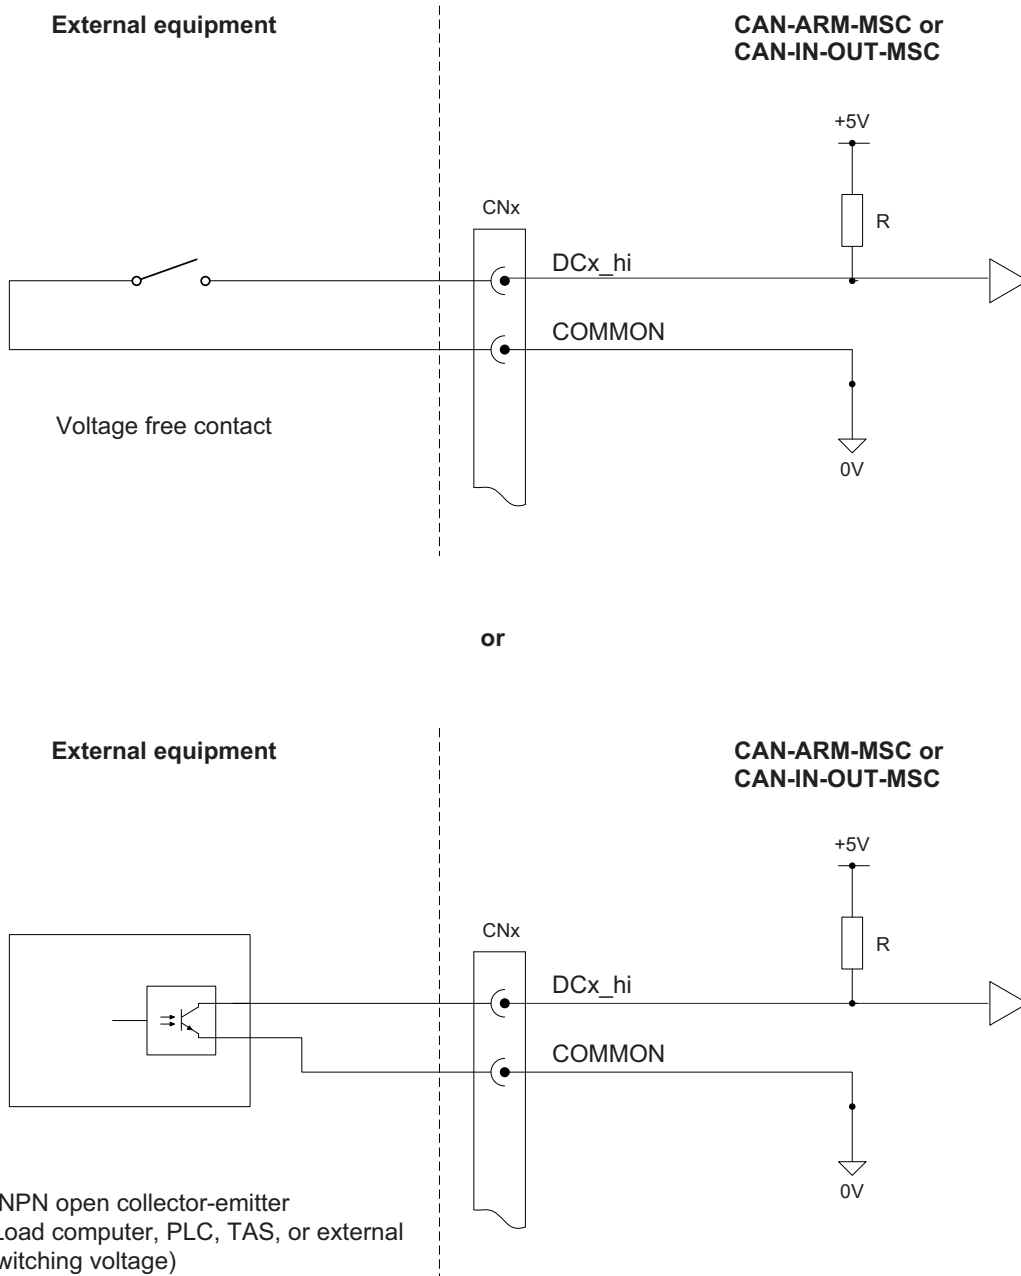 External equipment
CAN-ARM-MSC or
CAN-IN-OUT-MSC
+5V
CNx
R
DCx_hi
COMMON
Voltage free contact
0V
or
External equipment
CAN-ARM-MSC or
CAN-IN-OUT-MSC
+5V
CNx
R
DCx_hi
COMMON
0V
NPN open collector-emitter
Load computer, PLC, TAS, or external
witching voltage)